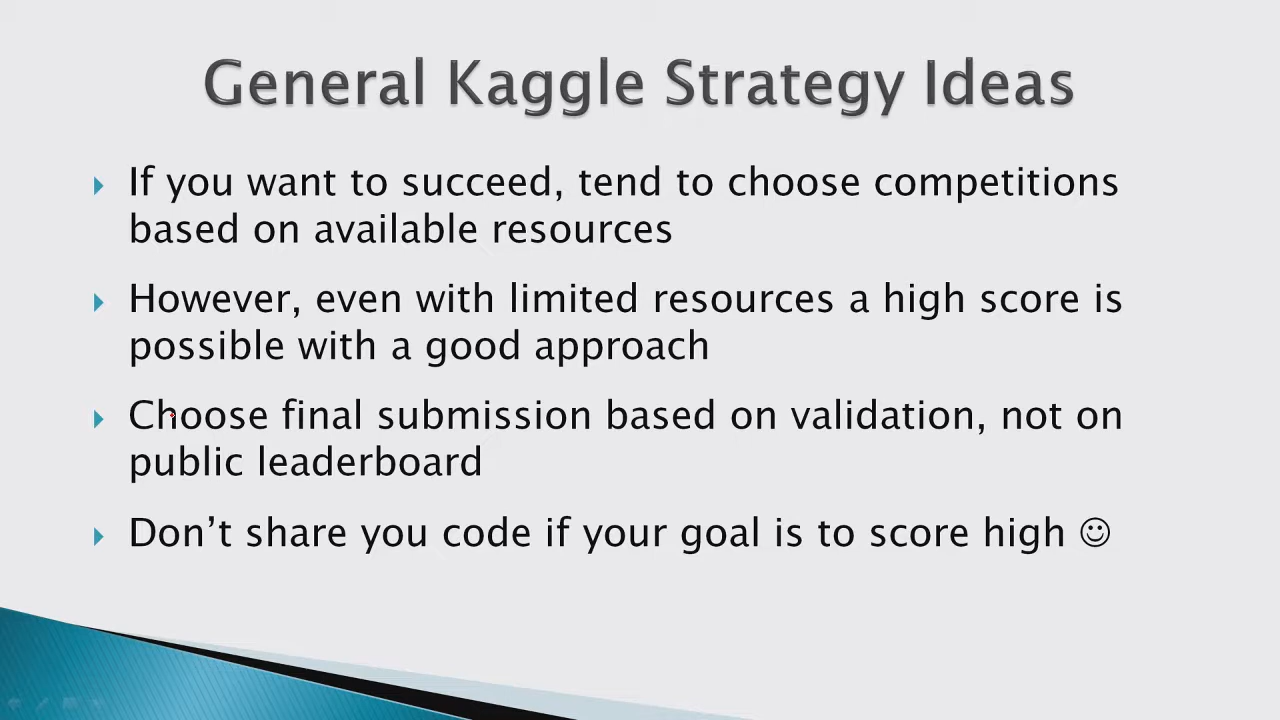 General Kaggle Strategy Ideas
If you want to succeed, tend to choose competitions
based on available resources
However, even with limited resources a high score is
possible with a good approach
Choose final submission based on validation, not on
public leaderboard
Don’t share you code if your goal is to score high ☺